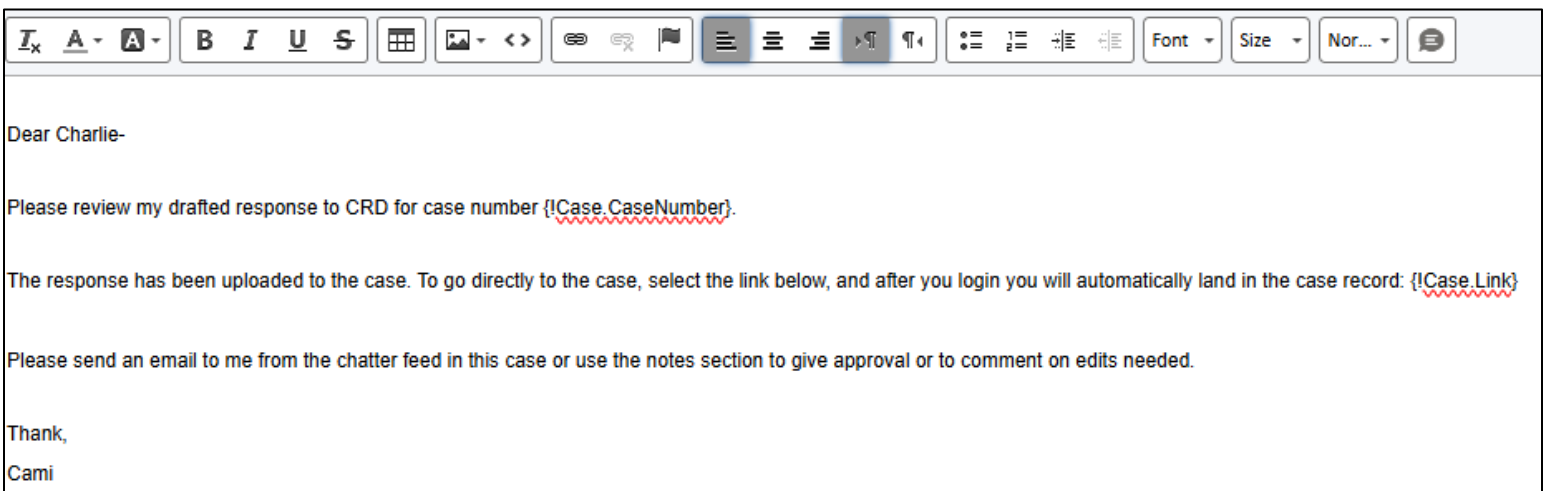 Font Size Nor...
Dear Charlie-
Please review my drafted response to CRD for case number {!Case.CaseNumber}.
The response has been uploaded to the case. To go directly to the case, select the link below, and after you login you will automatically land in the case record: {!Case.Link}
Please send an email to me from the chatter feed in this case or use the notes section to give approval or to comment on edits needed.
Thank,
Cami